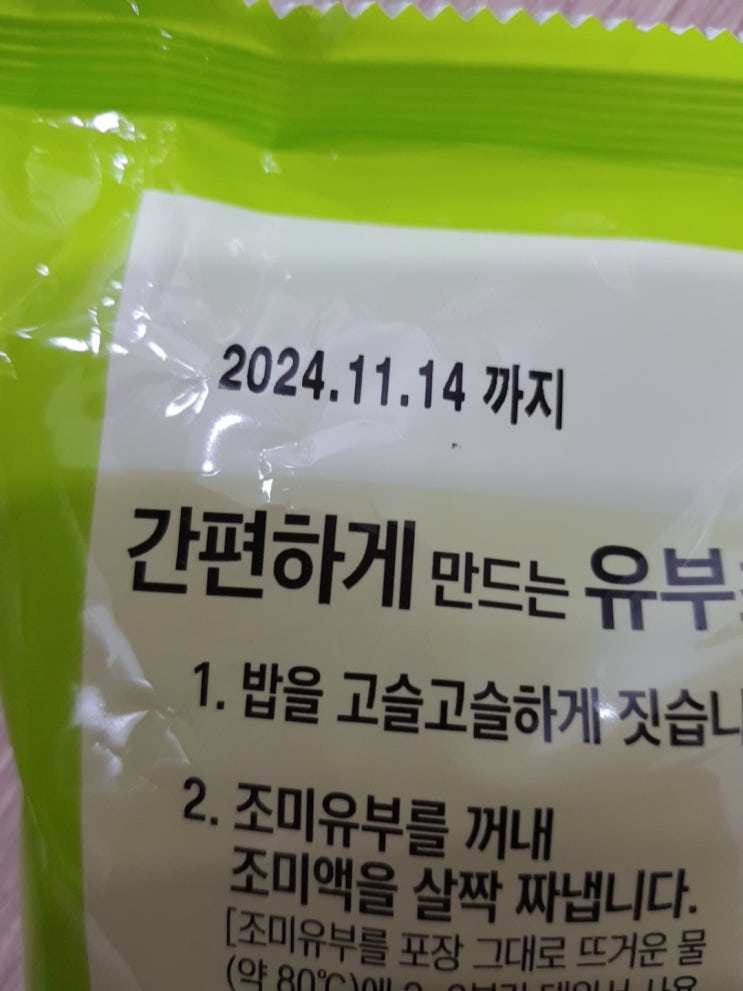 2024.11.14 까지
간편하게 만드는 유부
1. 밥을 고슬고슬하게 짓습니
2. 조미유부를 꺼내
조미액을 살짝 짜냅니다.
[조미유부를 포장 그대로 뜨거운 물
(약 80℃)에